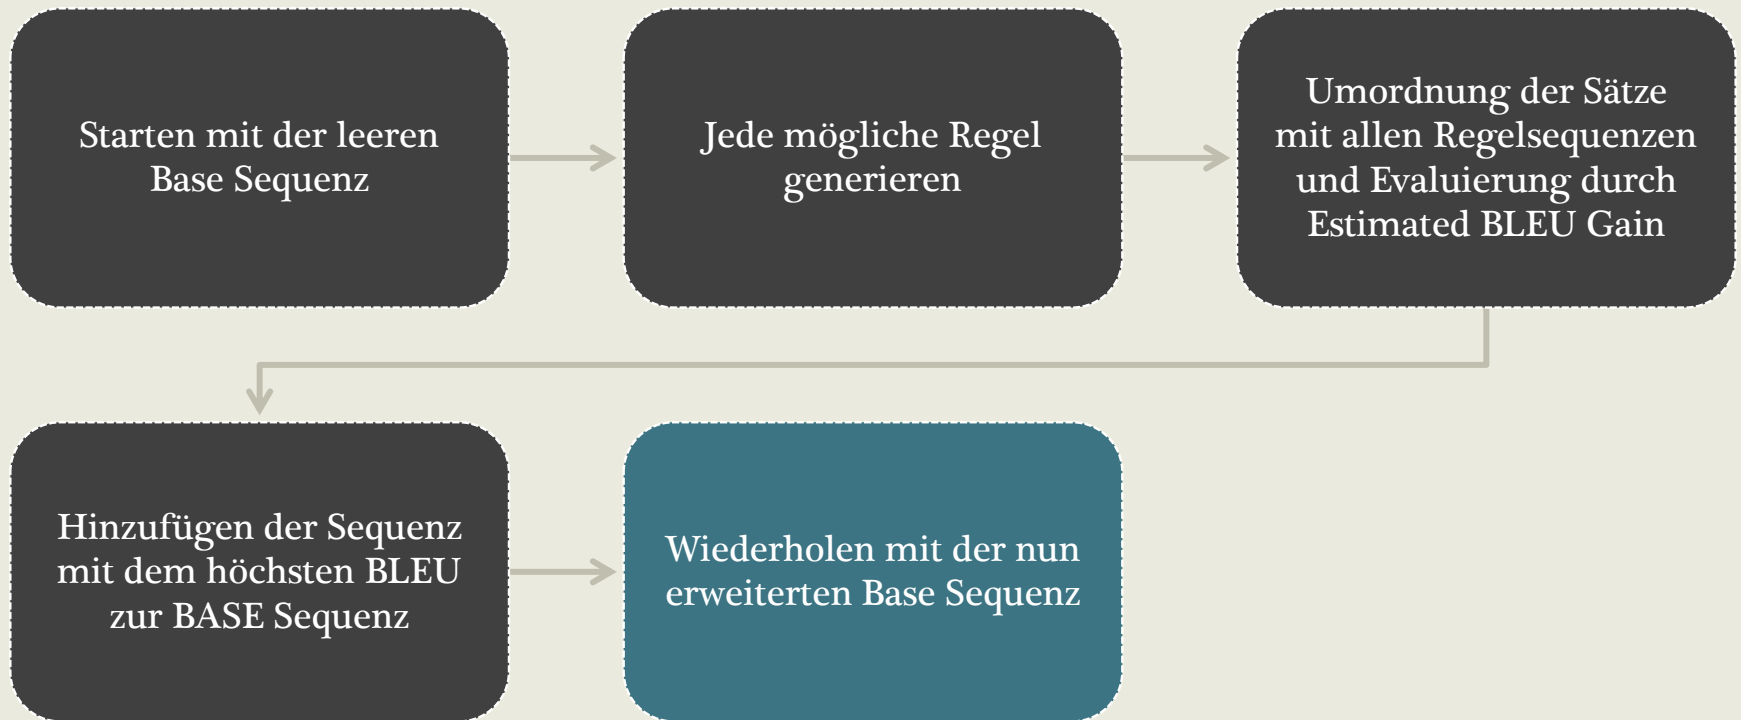 Starten mit der leeren
Base Sequenz
Jede mögliche Regel
generieren
Umordnung der Sätze
mit allen Regelsequenzen
und Evaluierung durch
Estimated BLEU Gain
Hinzufügen der Sequenz
mit dem höchsten BLEU
zur BASE Sequenz
Wiederholen mit der nun
erweiterten Base Sequenz